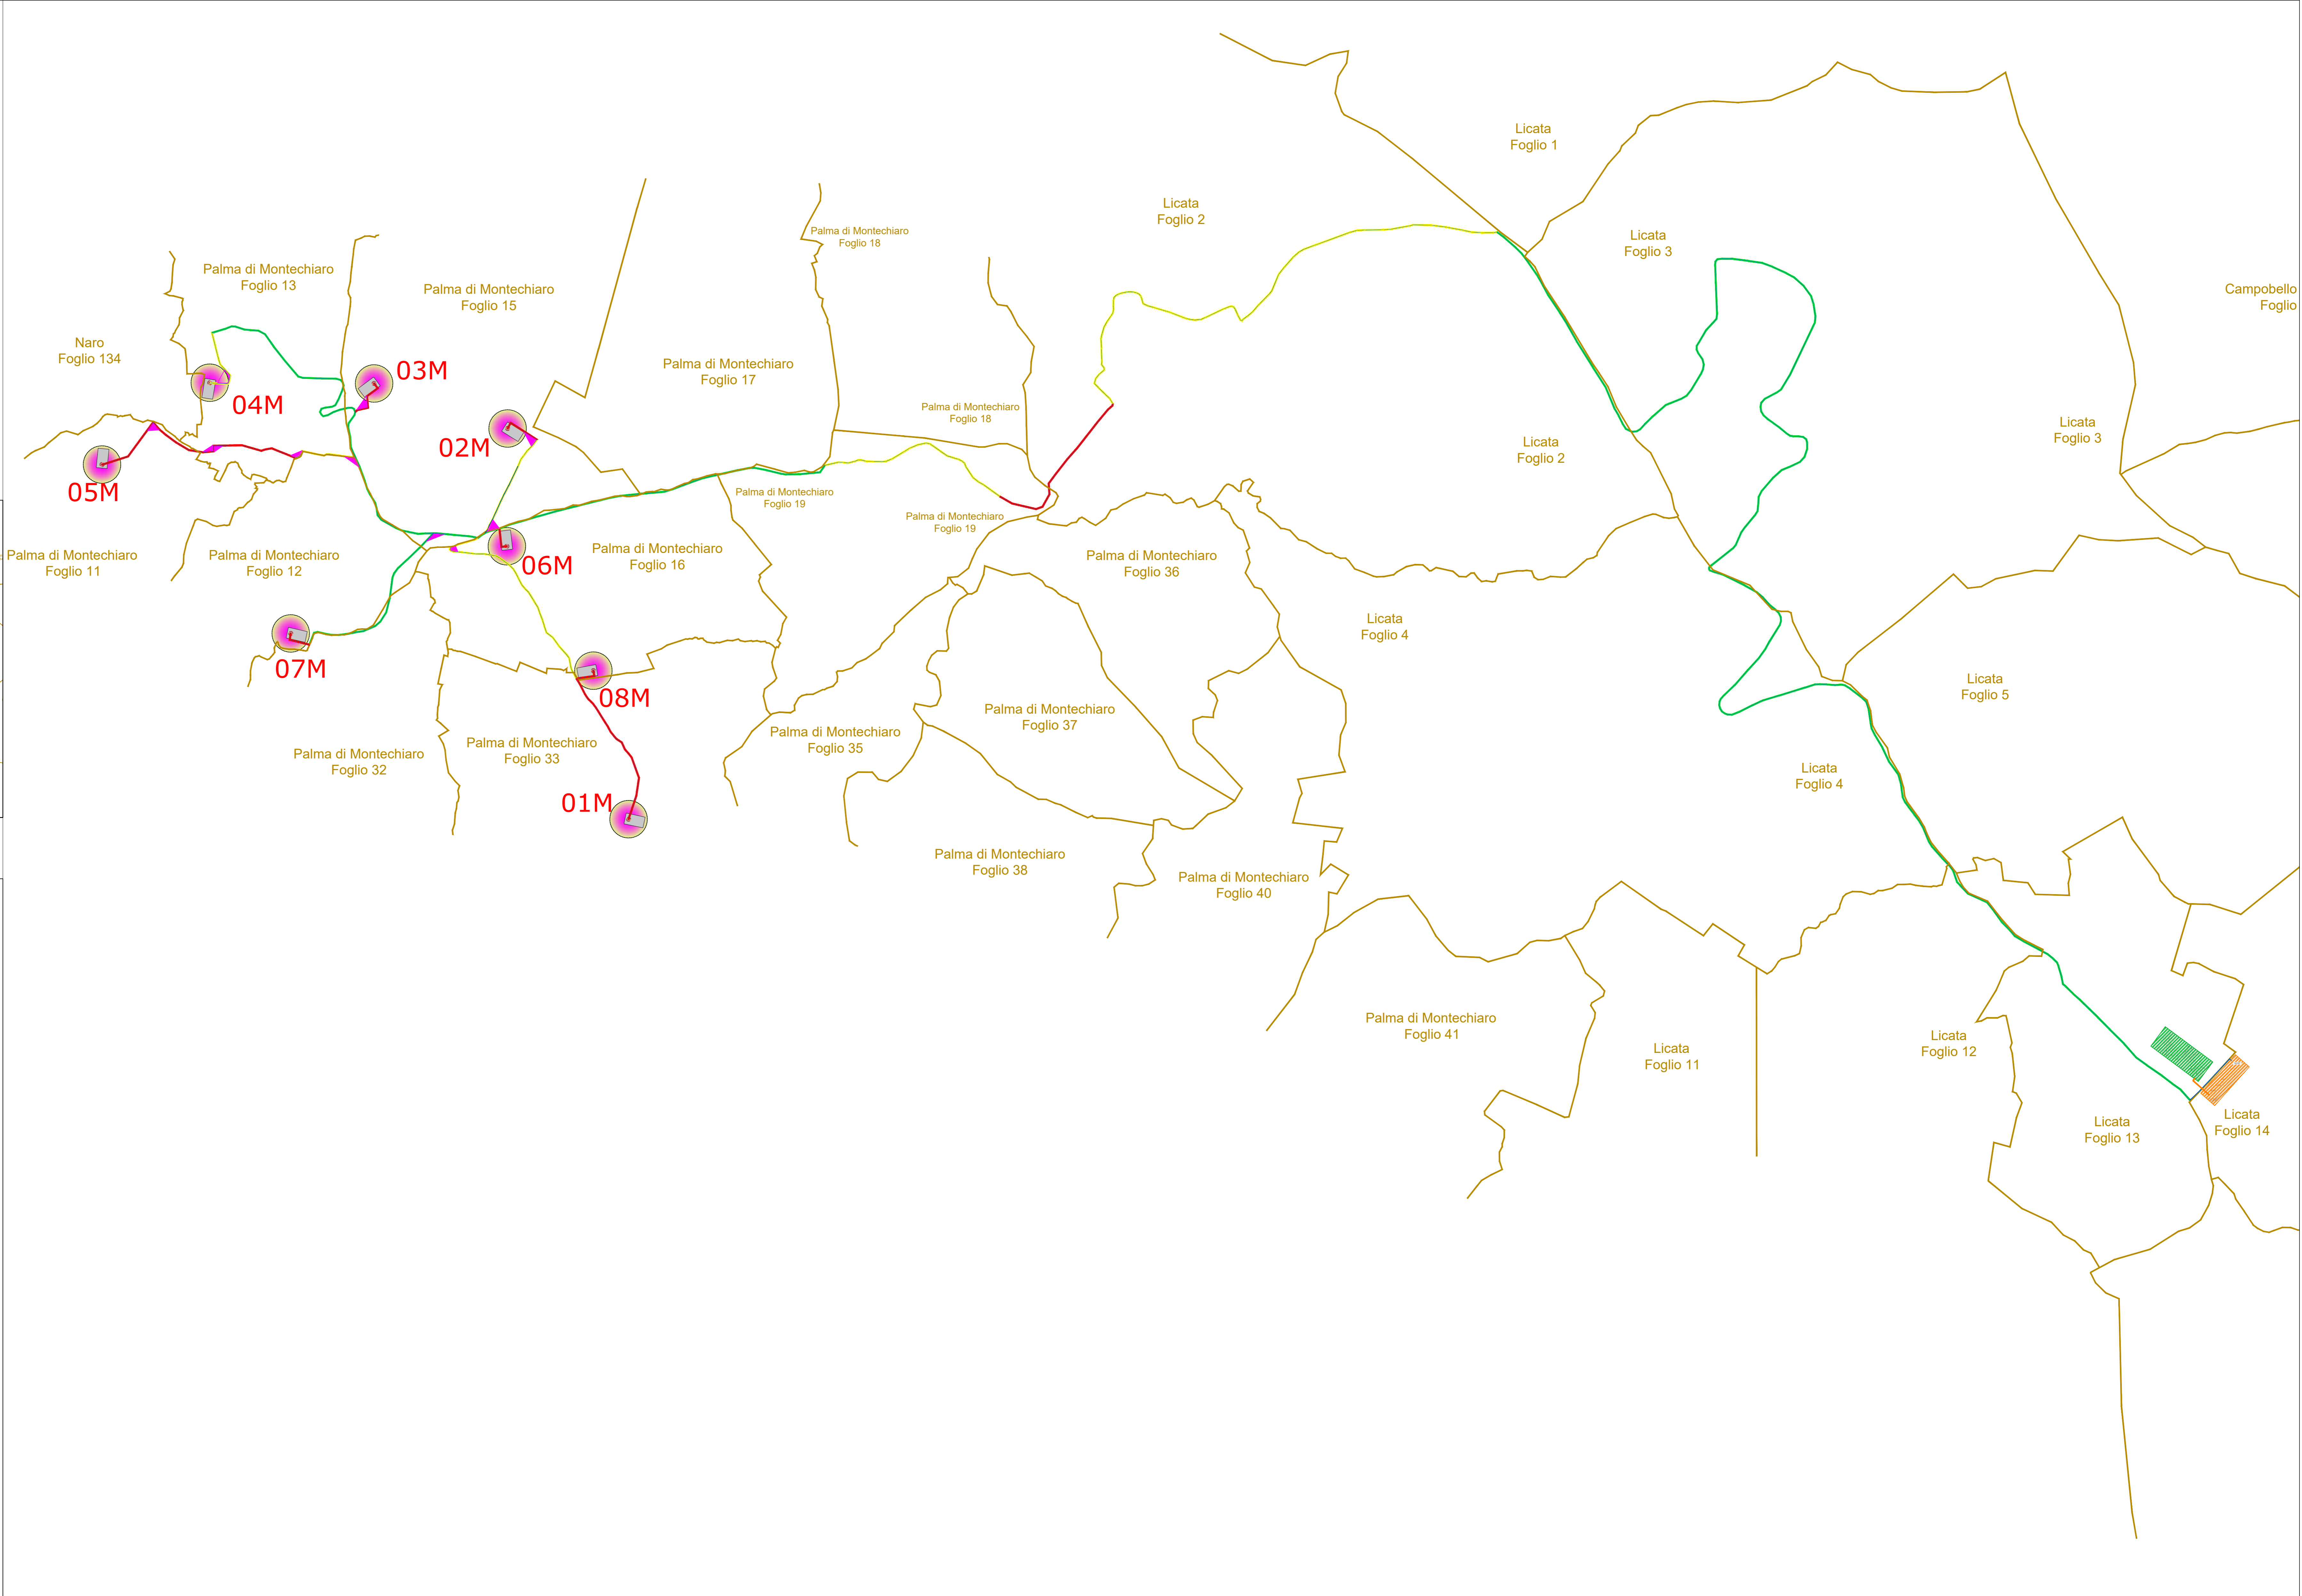 Licata
Foglio 1
Licata
Foglio 2
Palma di Montechiaro
Foglio 18
Licata
Foglio 3
Palma di Montechiaro
Foglio 13
Palma di Montechiaro
Foglio 15
Campobello
Foglio
Naro
Foglio 134
03M
Palma di Montechiaro
Foglio 17
04M
Palma di Montechiaro
Foglio 18
02M
Licata
Foglio 2
Licata
Foglio 3
05M
Palma di Montechiaro
Foglio 19
Palma di Montechiaro
Foglio 19
Palma di Montechiaro
Foglio 11
Palma di Montechiaro
Foglio 12
06M
Palma di Montechiaro
Foglio 16
Palma di Montechiaro
Foglio 36
Licata
Foglio 4
07M
08M
Licata
Foglio 5
Palma di Montechiaro
Foglio 37
Palma di Montechiaro
Foglio 32
Palma di Montechiaro
Foglio 33
Palma di Montechiaro
Foglio 35
Licata
Foglio 4
01M
Palma di Montechiaro
Foglio 38
Palma di Montechiaro
Foglio 40
Palma di Montechiaro
Foglio 41
Licata
Foglio 11
Licata
Foglio 12
Licata
Foglio 13
Licata
Foglio 14